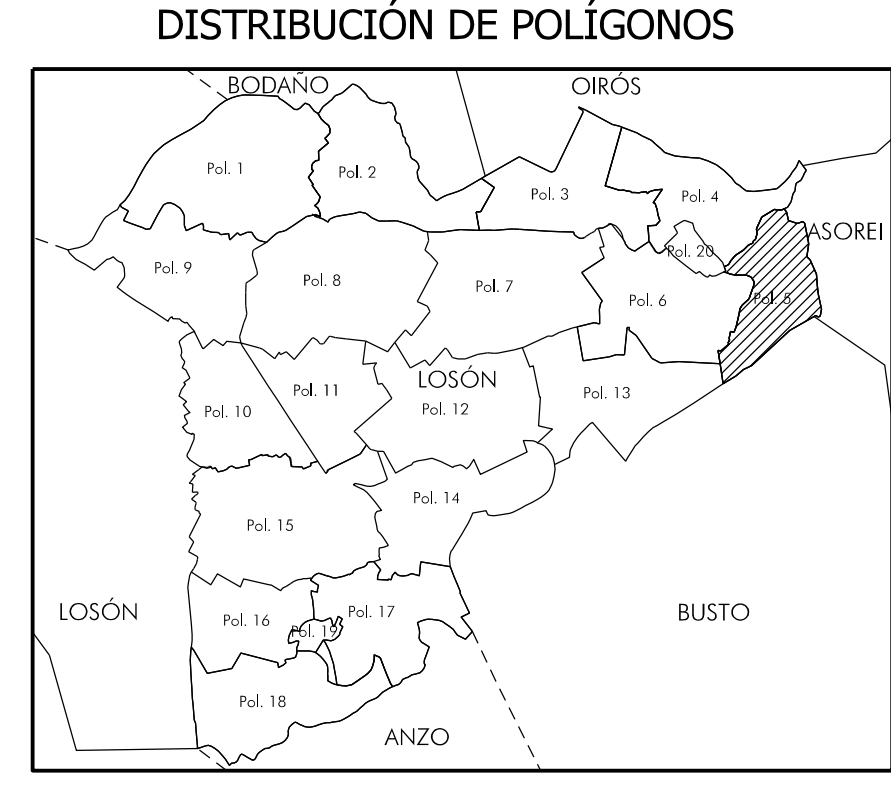 DISTRIBUCIÓN DE POLÍGONOS
BODAÑO
OIRÓS
Pol. 1
Pol. 2
Pol. 3
Pol. 4
ASOREI
Pol. 20
Pol. 9
Pol. 8
Pol. 7
Pol. 6
Pol. 5
LOSÓN
Pol. 11
Pol. 13
Pol. 10
Pol. 12
Pol. 14
Pol. 15
LOSÓN
Pol. 16
Pol. 19
Pol. 17
BUSTO
Pol. 18
ANZO